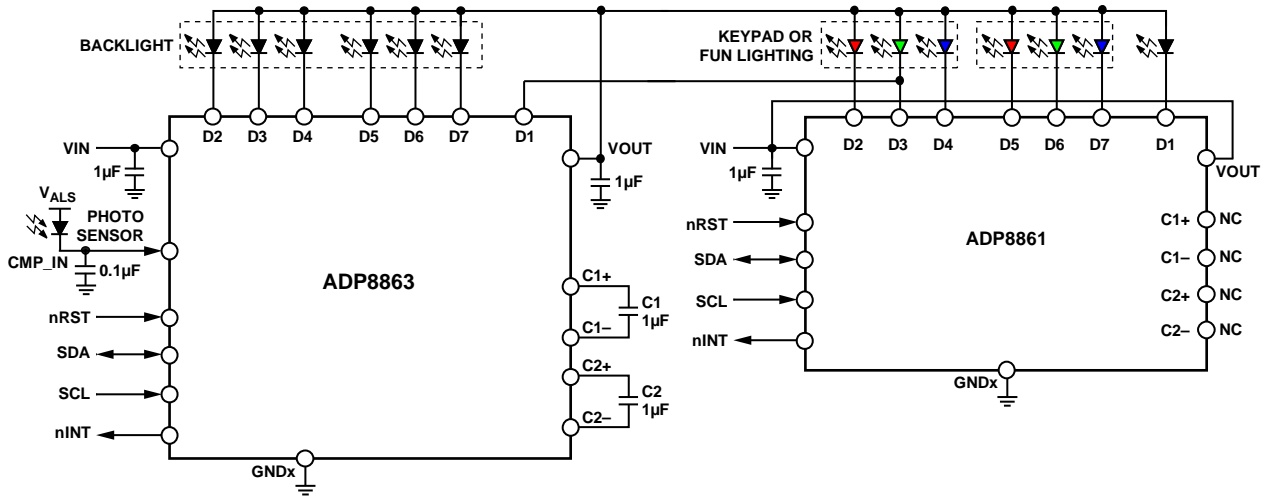 BACKLIGHT
KEYPAD OR
FUN LIGHTING
D2 D3 D4 D5 D6 D7 D1
VIN
1µF
VALS
PHOTO
SENSOR
CMP_IN
0.1µF
nRST
SDA
SCL
nINT
ADP8863
VOUT
1µF
C1+
C1
1µF
C1–
C2+
C2
1µF
C2–
GNDx
D2 D3 D4 D5 D6 D7 D1
VIN
1µF
nRST
SDA
SCL
nINT
ADP8861
VOUT
C1+ NC
C1– NC
C2+ NC
C2– NC
GNDx